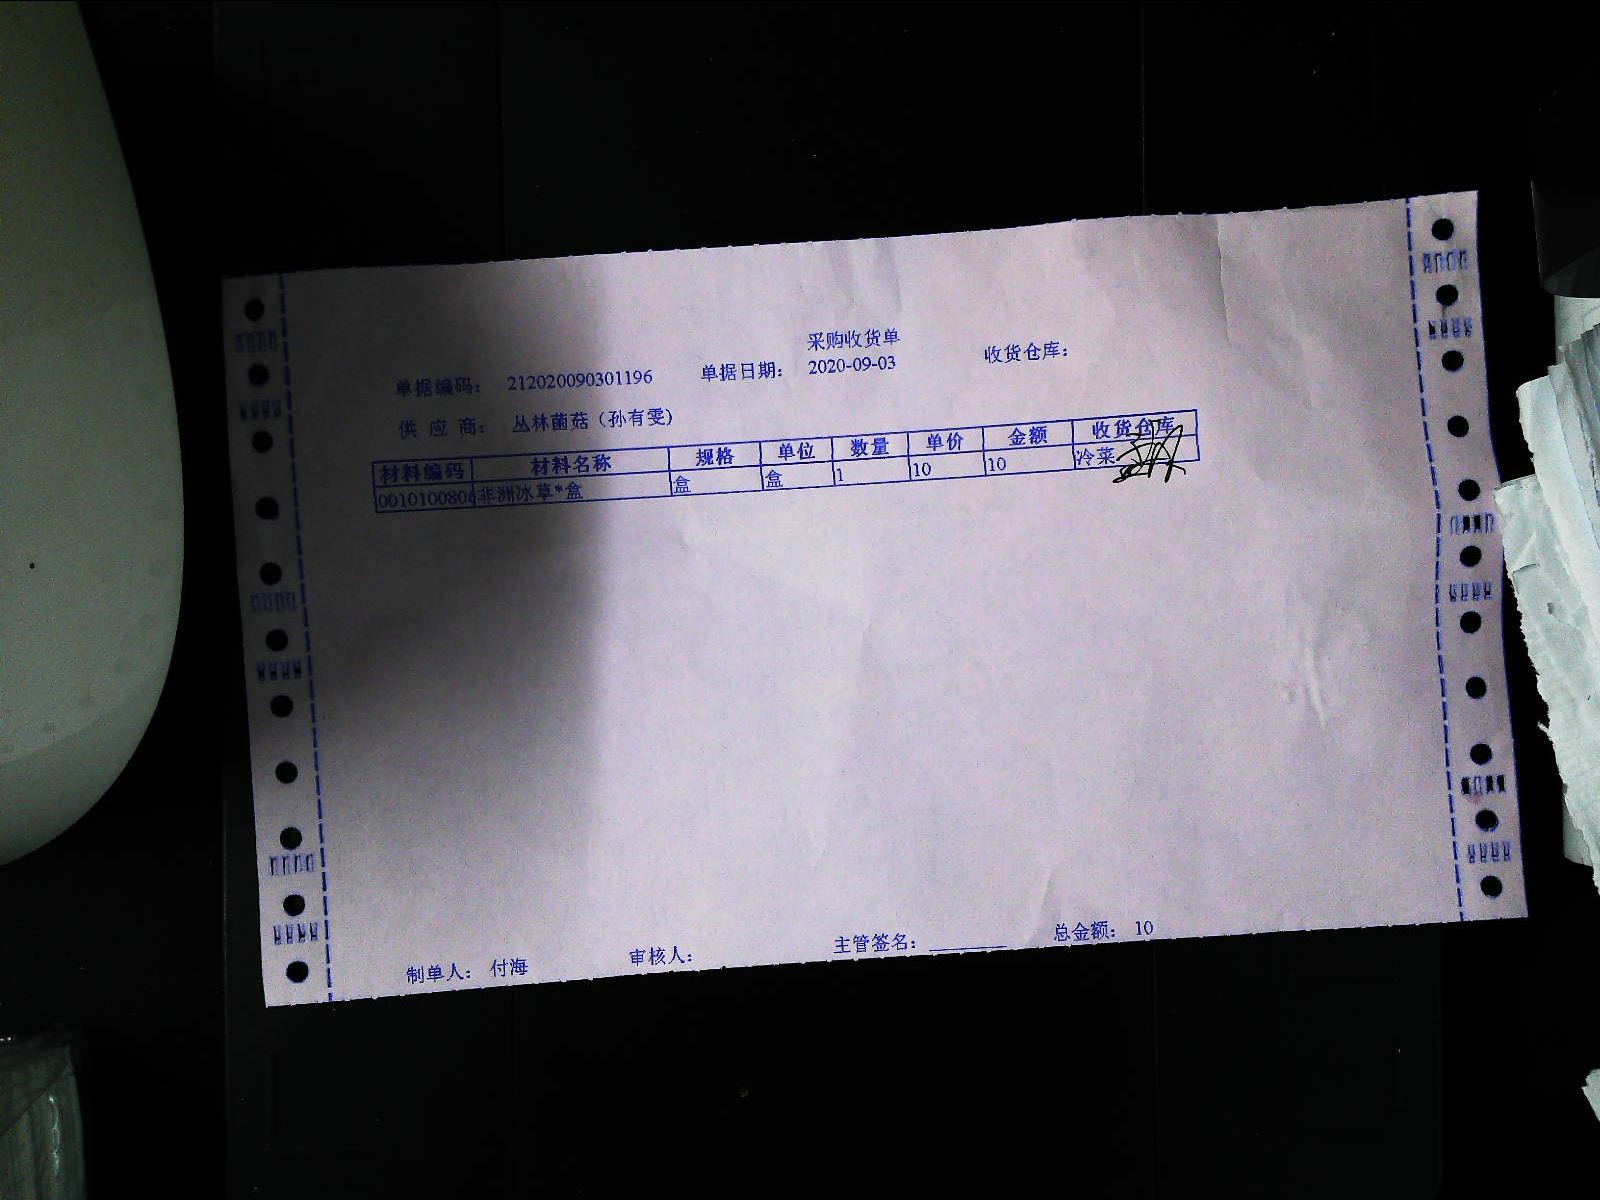 采购收货单
单据编码： 212020090301196 单据日期： 2020-09-03 收货仓库：
供 应 商： 丛林菌菇（孙有雯）
材料编码 材料名称 规格 单位 数量 单价 金额 收货仓库
0010100806 非洲冰草*盒 盒 盒 1 10 10 冷菜
制单人： 付海 审核人： 主管签名： 总金额： 10